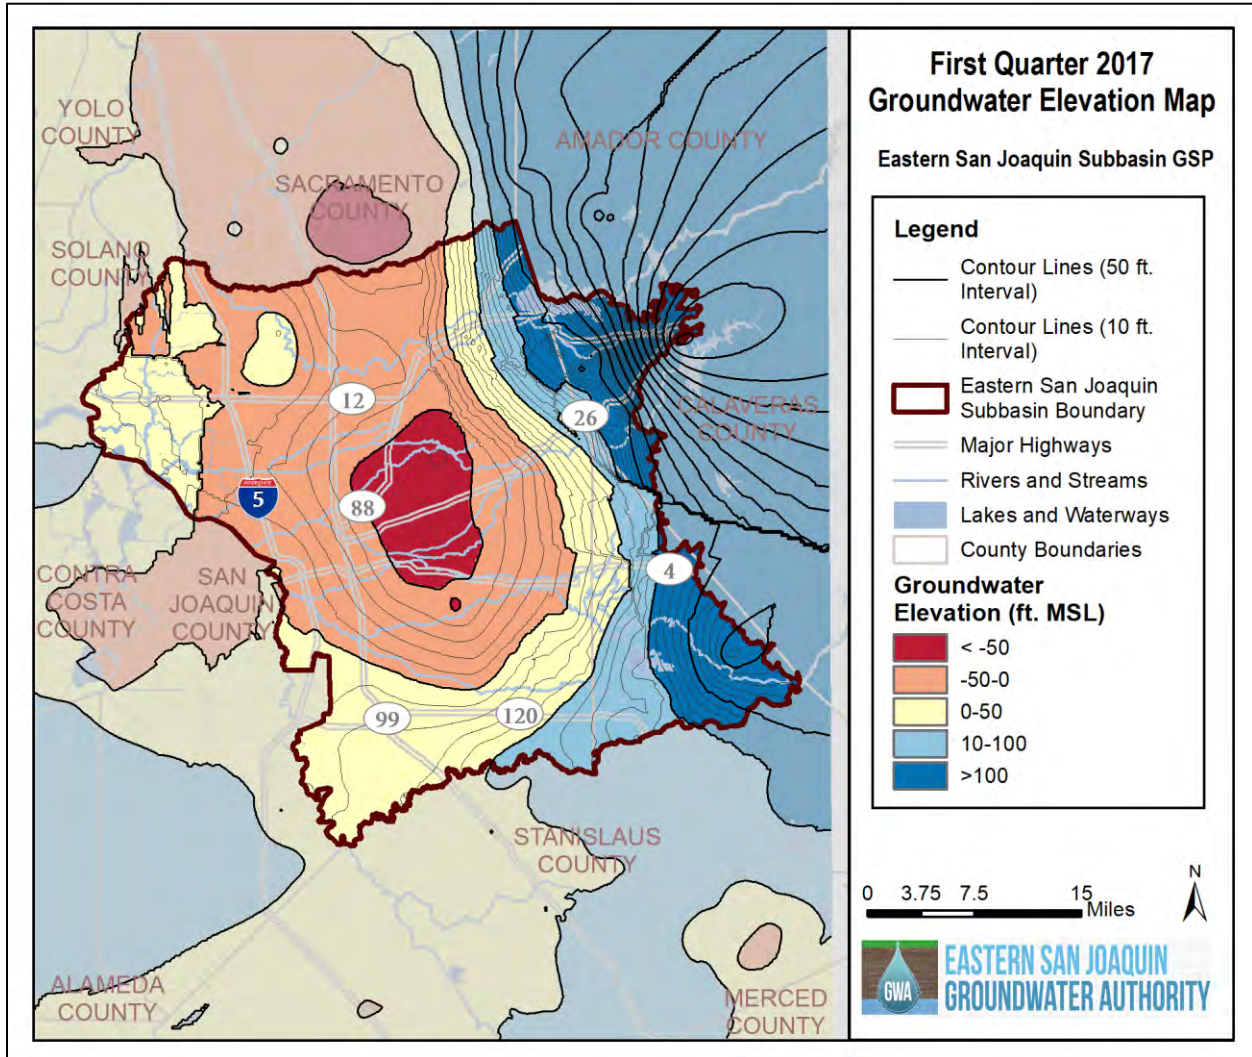 First Quarter 2017
Groundwater Elevation Map
Eastern San Joaquin Subbasin GSP
Legend
Contour Lines (50 ft.
Interval)
Contour Lines (10 ft.
Interval)
Eastern San Joaquin
Subbasin Boundary
Major Highways
Rivers and Streams
Lakes and Waterways
County Boundaries
Groundwater
Elevation (ft. MSL)
< -50
-50-0
0-50
10-100
>100
0 3.75 7.5 15
Miles
N
GWA
EASTERN SAN JOAQUIN
GROUNDWATER AUTHORITY
YOLO
COUNTY
AMADOR COUNTY
SACRAMENTO
COUNTY
SOLANO
COUNTY
12
26
CALAVERAS
COUNTY
5
88
4
CONTRA
COSTA
COUNTY
SAN
JOAQUIN
COUNTY
99
120
STANISLAUS
COUNTY
ALAMEDA
COUNTY
MERCED
COUNTY